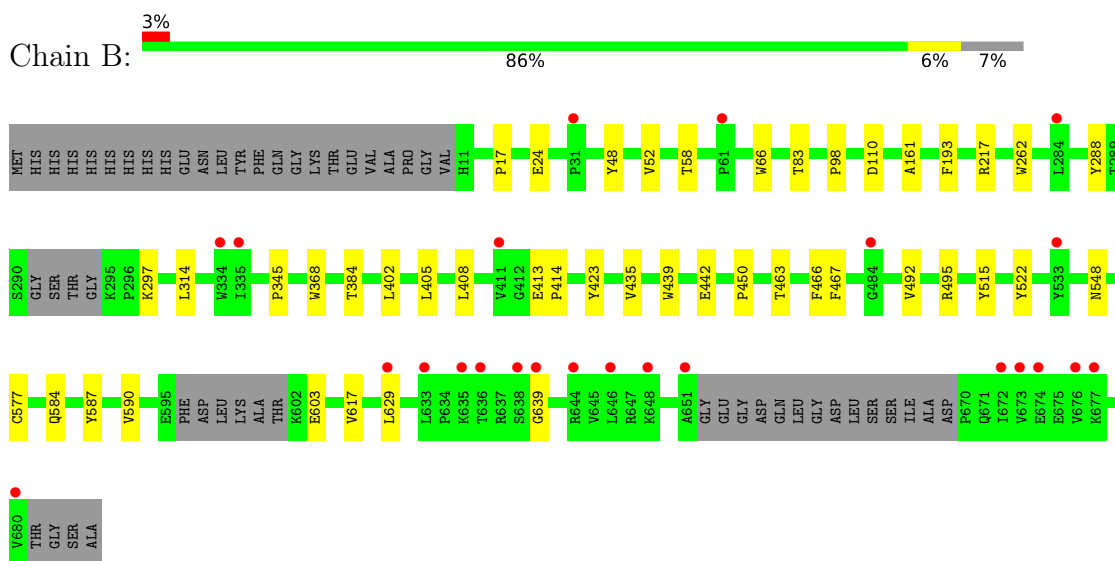 3%
Chain B:
86% 6% 7%
MET HIS HIS HIS HIS HIS HIS HIS HIS GLU ASN LEU TYR PHE GLN GLY GLY LYS THR GLU VAL ALA PRO GLY VAL H11 P17 E24 P31 Y48 V52 T58 P61 W66 T83 P98 D110 A161 F193 R217 W262 L284 Y288 T289
S290 GLY SER THR GLY K295 P296 K297 L314 W334 I335 P345 W368 T384 L402 L405 L408 V411 G412 E413 P414 Y423 V435 W439 E442 P450 T463 F466 F467 G484 V492 R495 Y515 Y522 Y533 N548
C577 Q584 Y587 V590 E595 PHE ASP LEU LYS ALA THR K602 E603 V617 L629 L633 P634 K635 T636 R637 S638 G639 R644 V645 L646 R647 K648 A651 GLY GLU GLY ASP GLN LEU GLY ASP LEU SER SER ILE ALA ASP P670 Q671 I672 V673 E674 E675 V676 K677
V680 THR GLY SER ALA